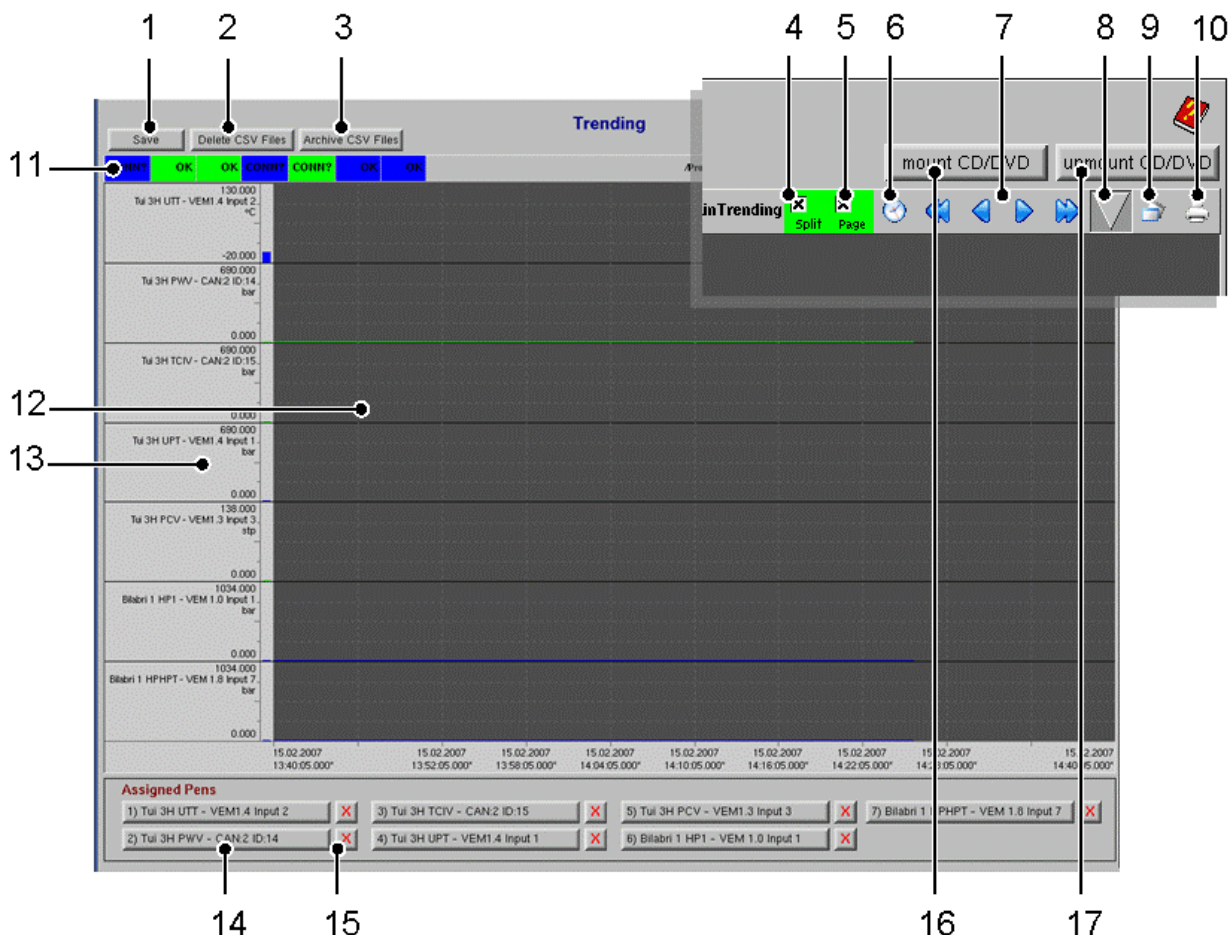 1 2 3 4 5 6 7 8 9 10
Trending
Save Delete CSV Files Archive CSV Files
mount CD/DVD unmount CD/DVD
11
OK OK CONN? CONN? OK OK
inTrending Split Page
130.000
Tui 3H UTT - VEM1.4 Input 2
°C
-20.000
690.000
Tui 3H PWV - CAN:2 ID:14
bar
0.000
690.000
Tui 3H TCIV - CAN:2 ID:15
bar
12
0.000
690.000
Tui 3H UPT - VEM1.4 Input 1
bar
13
0.000
138.000
Tui 3H PCV - VEM1.3 Input 3
stp
0.000
1034.000
Bilabri 1 HP1 - VEM 1.0 Input 1
bar
0.000
1034.000
Bilabri 1 HPHPT - VEM 1.8 Input 7
bar
0.000
15.02.2007 15.02.2007 15.02.2007 15.02.2007 15.02.2007 15.02.2007 15.02.2007
13:40:05.000" 13:52:05.000" 13:58:05.000" 14:04:05.000" 14:10:05.000" 14:16:05.000" 14:22:05.000"
Assigned Pens
1) Tui 3H UTT - VEM1.4 Input 2 X 3) Tui 3H TCIV - CAN:2 ID:15 X 5) Tui 3H PCV - VEM1.3 Input 3 X 7) Bilabri 1 HPHPT - VEM 1.8 Input 7 X
2) Tui 3H PWV - CAN:2 ID:14 X 4) Tui 3H UPT - VEM1.4 Input 1 X 6) Bilabri 1 HP1 - VEM 1.0 Input 1 X
14 15 16 17